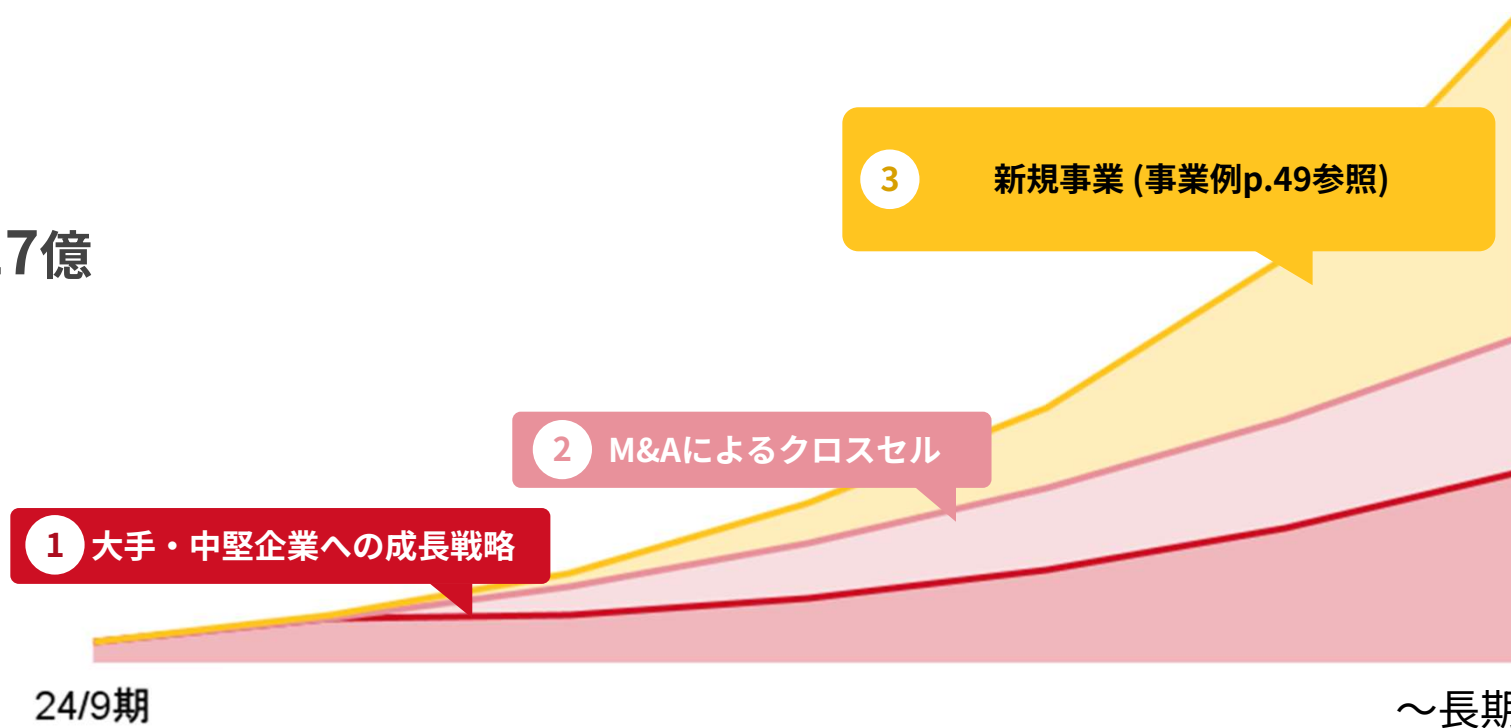 3 新規事業 (事業例p.49参照)
7億
2 M&Aによるクロスセル
1 大手・中堅企業への成長戦略
24/9期 ～長期